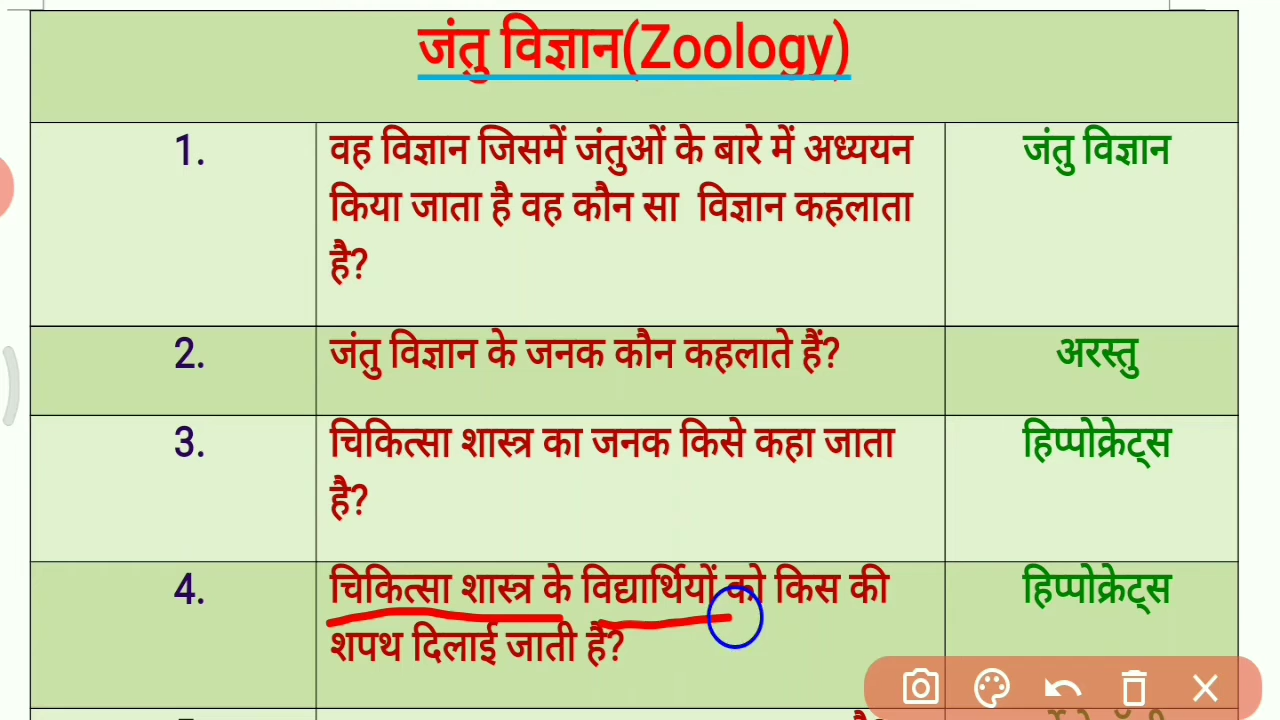 जंतु विज्ञान(Zoology)
1.
वह विज्ञान जिसमें जंतुओं के बारे में अध्ययन
किया जाता है वह कौन सा विज्ञान कहलाता
है?
जंतु विज्ञान
2.
जंतु विज्ञान के जनक कौन कहलाते हैं?
अरस्तु
3.
चिकित्सा शास्त्र का जनक किसे कहा जाता
है?
हिप्पोक्रेट्स
4.
चिकित्सा शास्त्र के विद्यार्थियों को किस की
शपथ दिलाई जाती है?
हिप्पोक्रेट्स